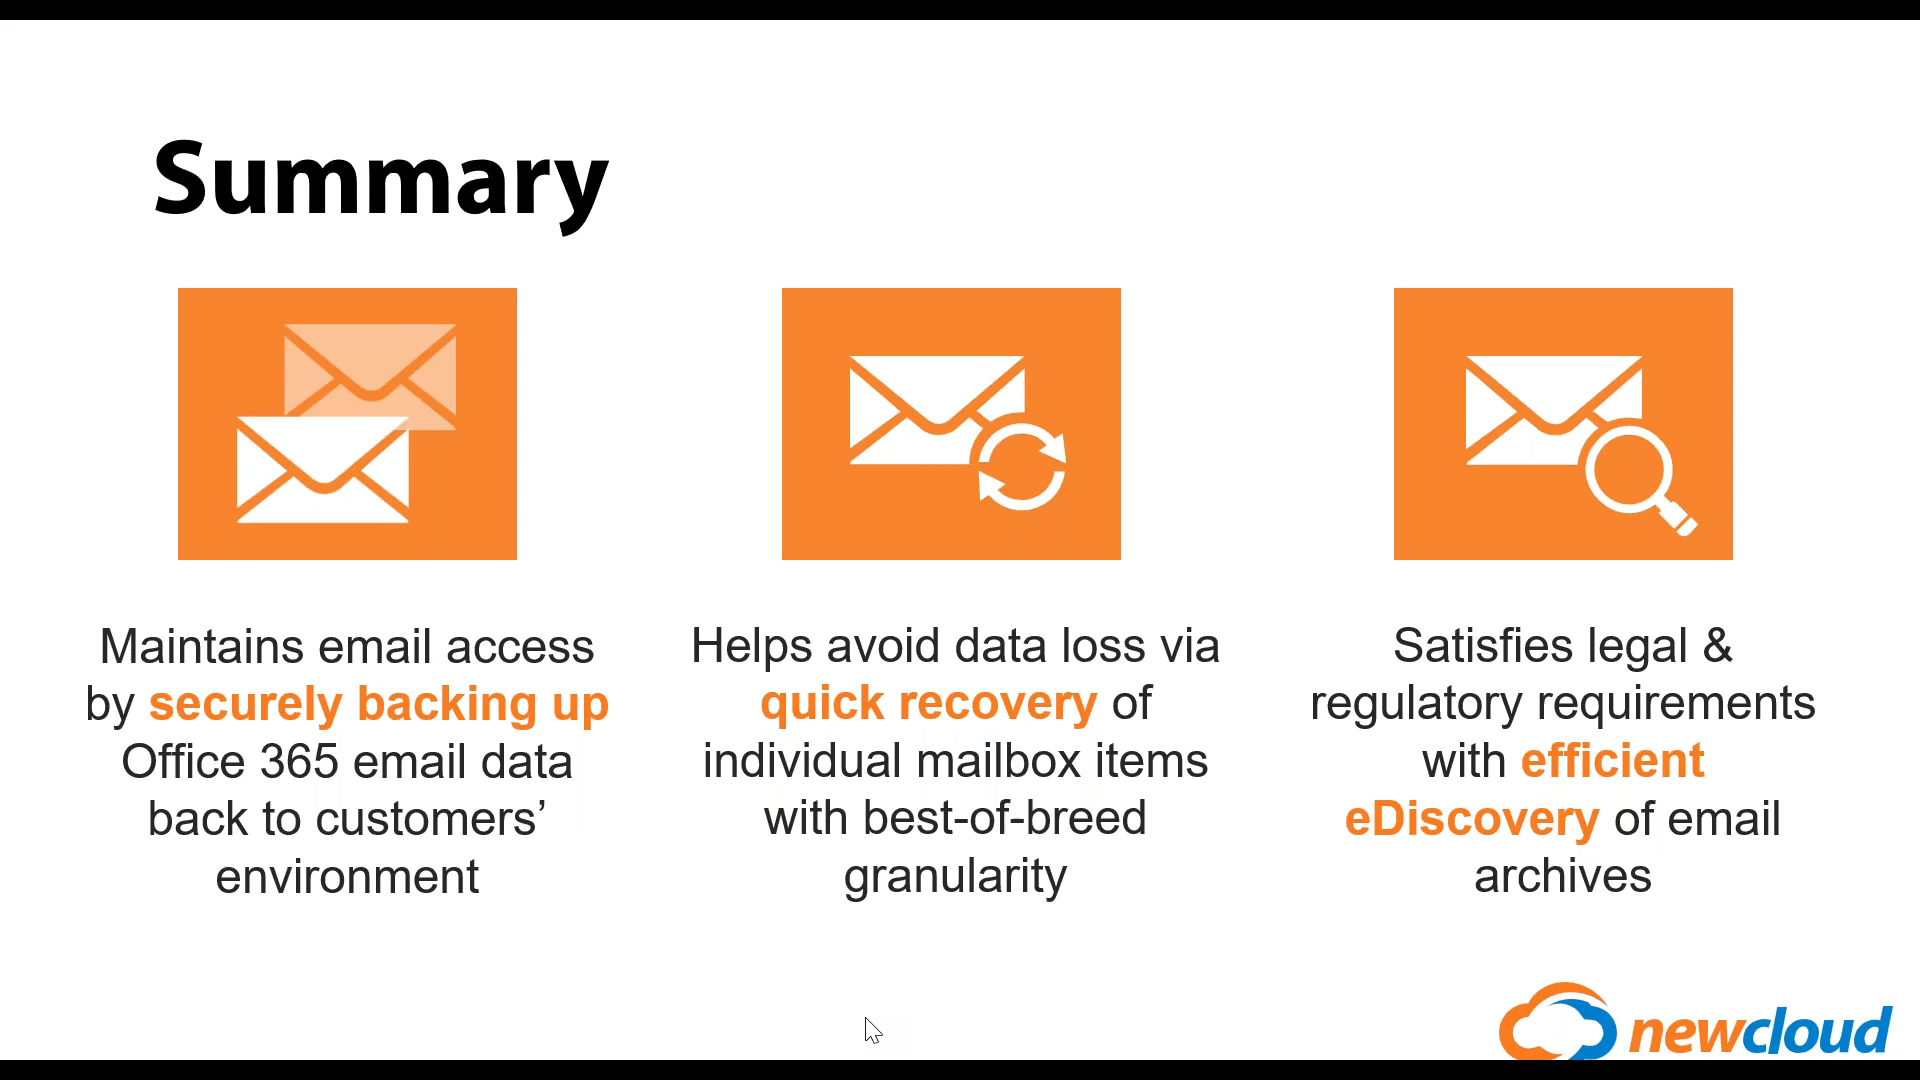 Summary
Maintains email access
by securely backing up
Office 365 email data
back to customers’
environment
Helps avoid data loss via
quick recovery of
individual mailbox items
with best-of-breed
granularity
Satisfies legal &
regulatory requirements
with efficient
eDiscovery of email
archives
newcloud